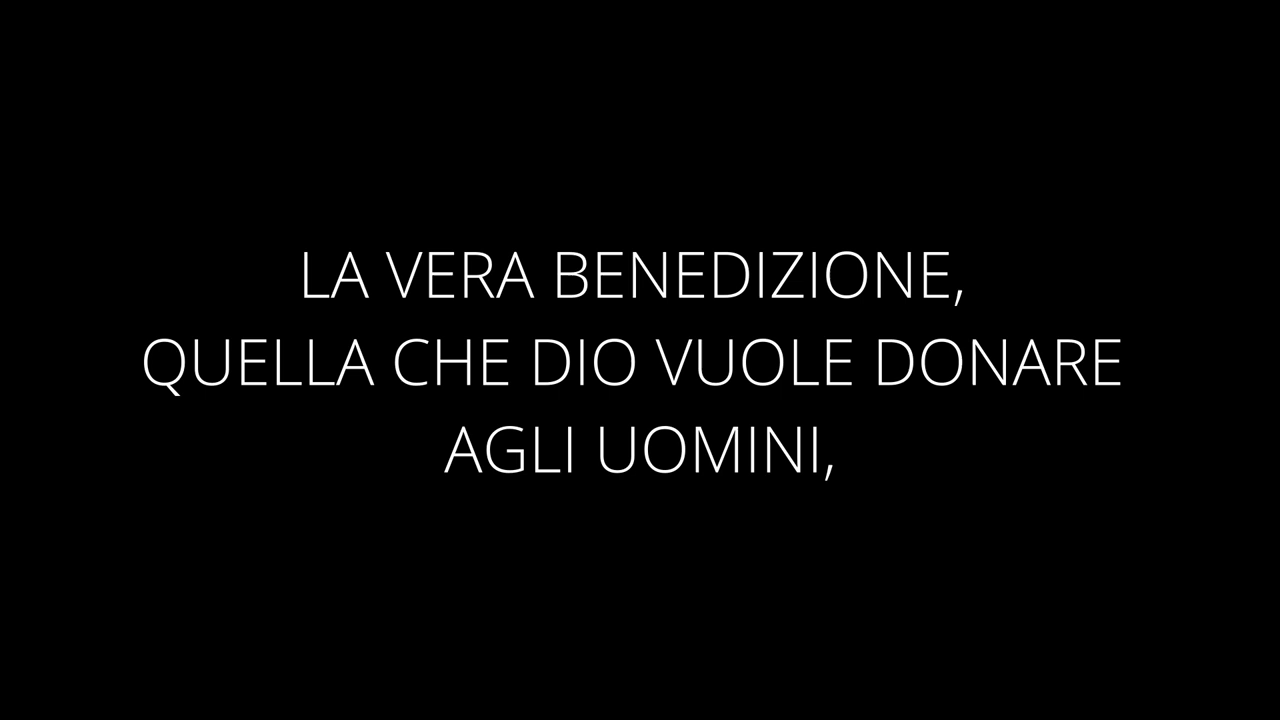 LA VERA BENEDIZIONE,
QUELLA CHE DIO VUOLE DONARE
AGLI UOMINI,